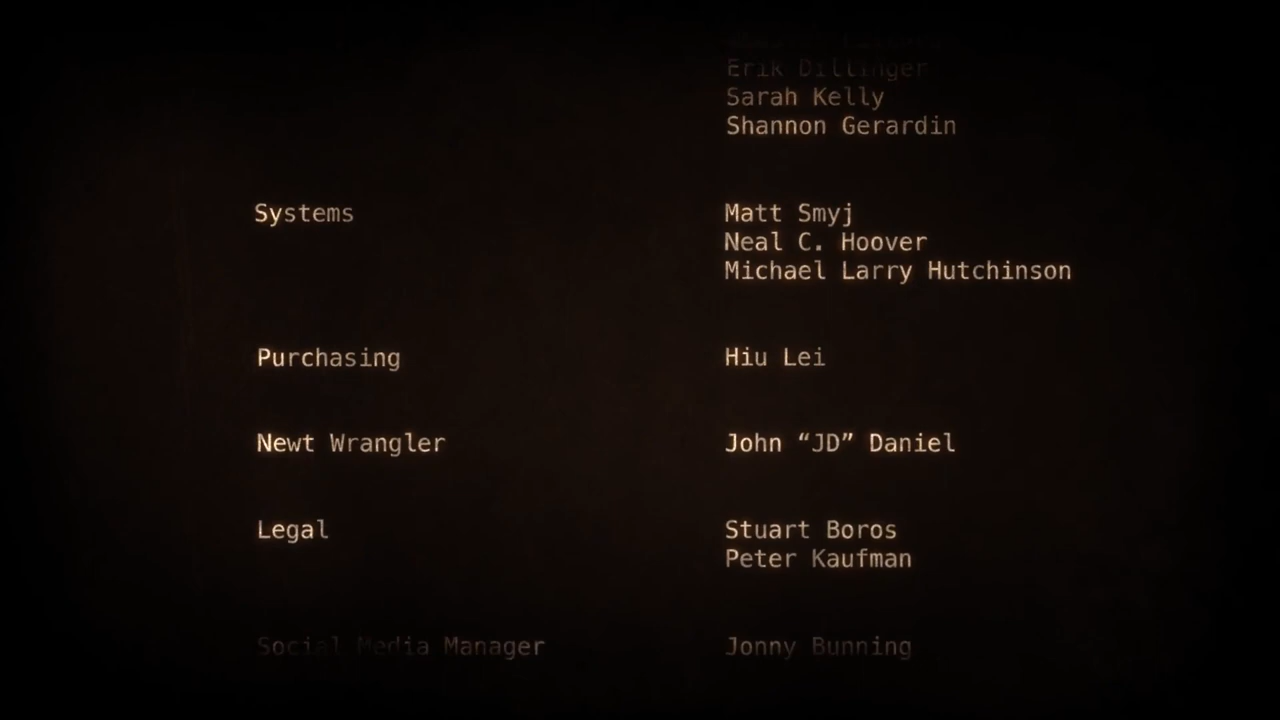 Erik Dillinger
Sarah Kelly
Shannon Gerardin
Systems
Matt Smyj
Neal C. Hoover
Michael Larry Hutchinson
Purchasing
Hiu Lei
Newt Wrangler
John “JD” Daniel
Legal
Stuart Boros
Peter Kaufman
Social Media Manager
Jonny Bunning